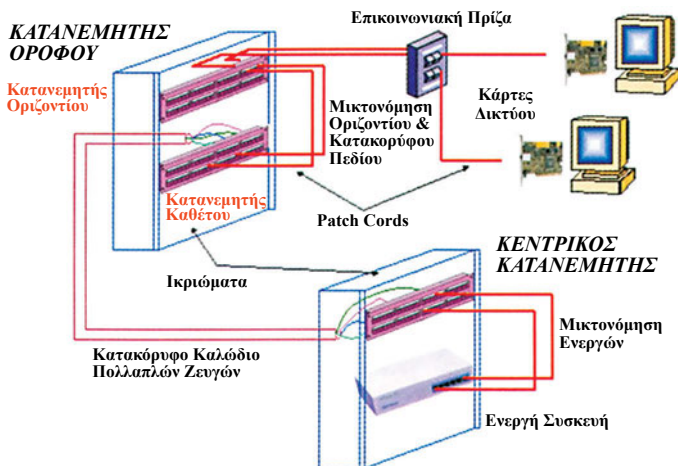 ΚΑΤΑΝΕΜΗΤΗΣ
ΟΡΟΦΟΥ
Επικοινωνιακή Πρίζα
Κατανεμητής
Οριζοντίου
Μικτονόμηση
Οριζοντίου &
Κατακορύφου
Πεδίου
Κάρτες
Δικτύου
Κατανεμητής
Καθέτου
Patch Cords
Ικριώματα
ΚΕΝΤΡΙΚΟΣ
ΚΑΤΑΝΕΜΗΤΗΣ
Μικτονόμηση
Ενεργών
Κατακόρυφο Καλώδιο
Πολλαπλών Ζευγών
Ενεργή Συσκευή